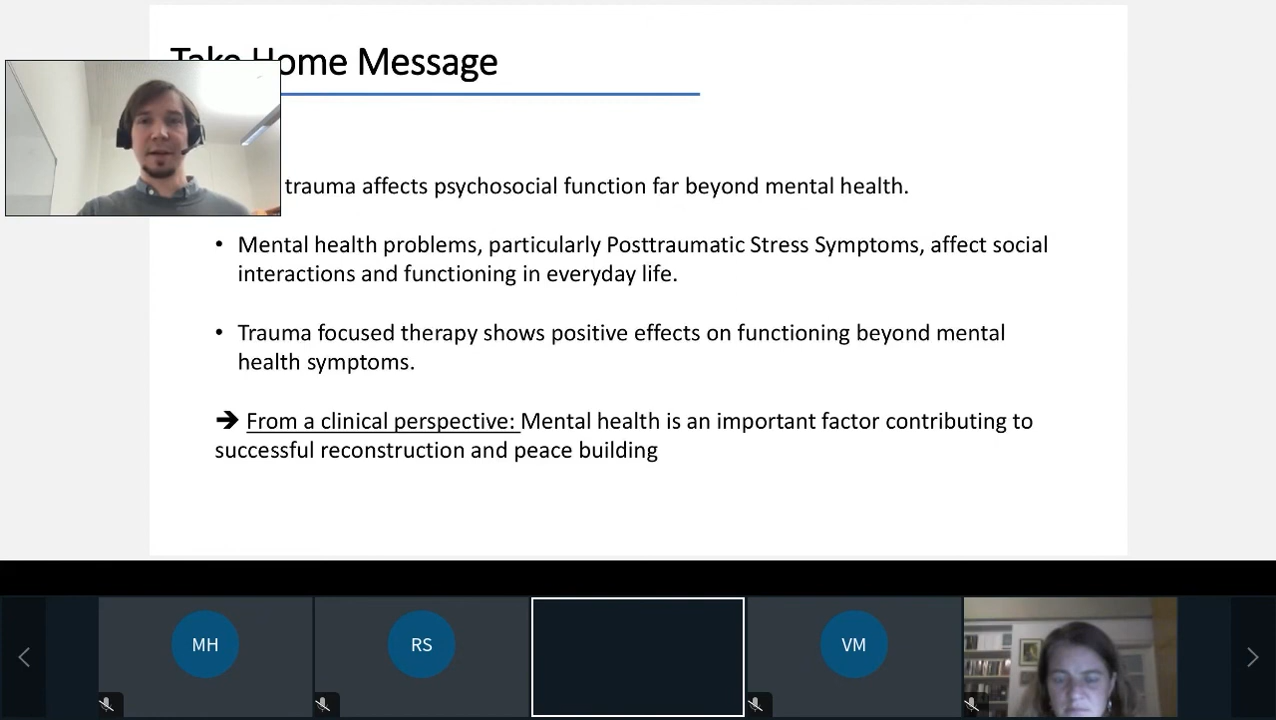 Take Home Message
trauma affects psychosocial function far beyond mental health.
• Mental health problems, particularly Posttraumatic Stress Symptoms, affect social
interactions and functioning in everyday life.
• Trauma focused therapy shows positive effects on functioning beyond mental
health symptoms.
➔ From a clinical perspective: Mental health is an important factor contributing to
successful reconstruction and peace building
MH
RS
VM